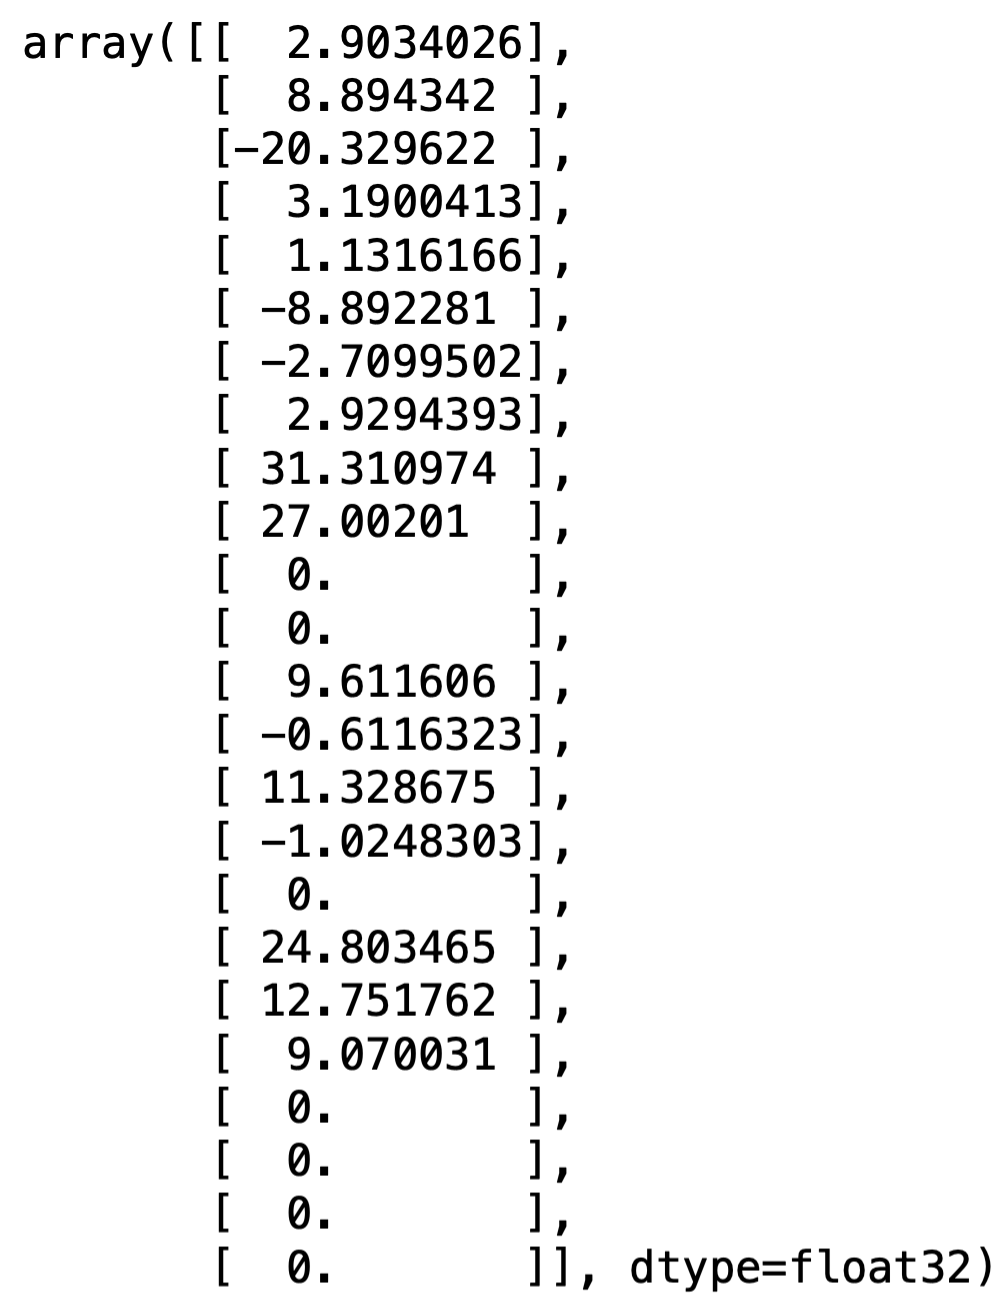 array([[  2.9034026],
       [  8.894342 ],
       [-20.329622 ],
       [  3.1900413],
       [  1.1316166],
       [ -8.892281 ],
       [ -2.7099502],
       [  2.9294393],
       [ 31.310974 ],
       [ 27.00201  ],
       [  0.       ],
       [  0.       ],
       [  9.611606 ],
       [ -0.6116323],
       [ 11.328675 ],
       [ -1.0248303],
       [  0.       ],
       [ 24.803465 ],
       [ 12.751762 ],
       [  9.070031 ],
       [  0.       ],
       [  0.       ],
       [  0.       ],
       [  0.       ]], dtype=float32)